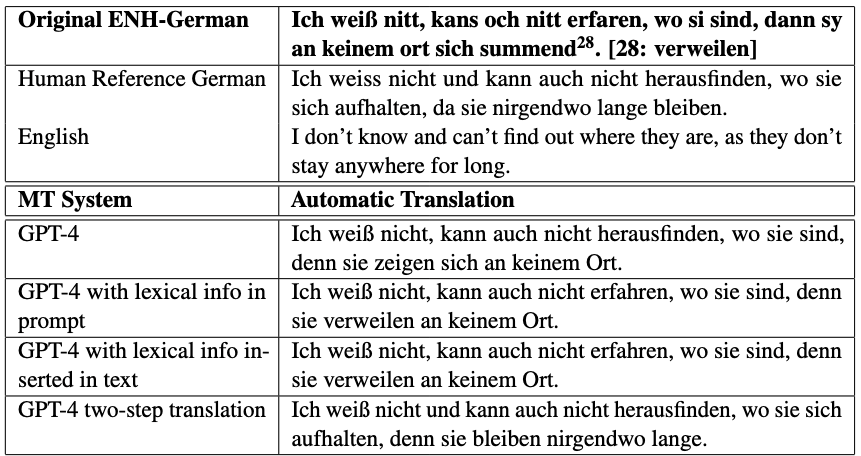 Original ENH-German Ich weiß nitt, kans och nitt erfaren, wo si sind, dann sy
an keinem ort sich summend28. [28: verweilen]
Human Reference German Ich weiss nicht und kann auch nicht herausfinden, wo sie
sich aufhalten, da sie nirgendwo lange bleiben.
English I don't know and can't find out where they are, as they don't
stay anywhere for long.
MT System Automatic Translation
GPT-4 Ich weiß nicht, kann auch nicht herausfinden, wo sie sind,
denn sie zeigen sich an keinem Ort.
GPT-4 with lexical info in Ich weiß nicht, kann auch nicht erfahren, wo sie sind, denn
prompt sie verweilen an keinem Ort.
GPT-4 with lexical info in- Ich weiß nicht, kann auch nicht erfahren, wo sie sind, denn
serted in text sie verweilen an keinem Ort.
GPT-4 two-step translation Ich weiß nicht und kann auch nicht herausfinden, wo sie sich
aufhalten, denn sie bleiben nirgendwo lange.